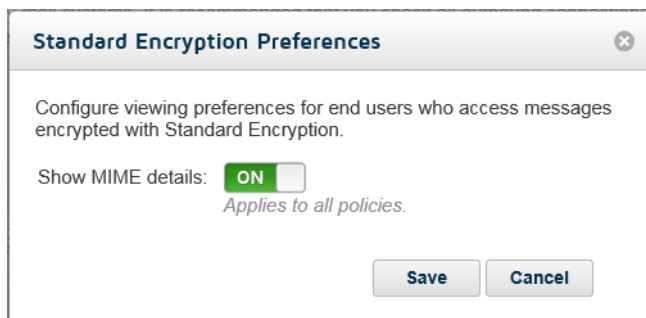 Standard Encryption Preferences
Configure viewing preferences for end users who access messages
encrypted with Standard Encryption.
Show MIME details: ON
Applies to all policies.
Save Cancel